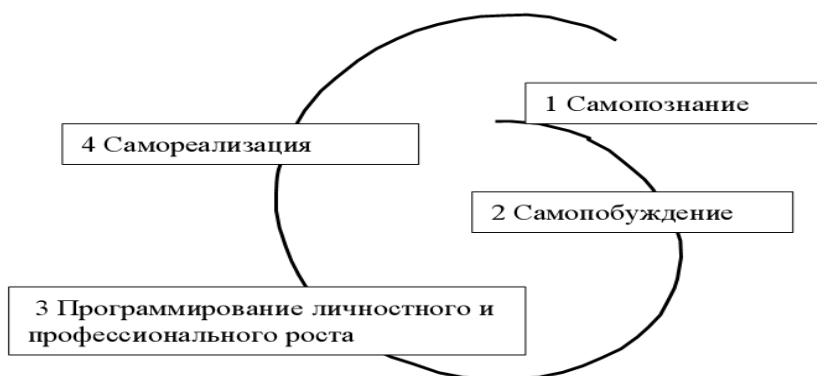 1 Самопознание
4 Самореализация
2 Самопобуждение
3 Программирование личностного и
профессионального роста